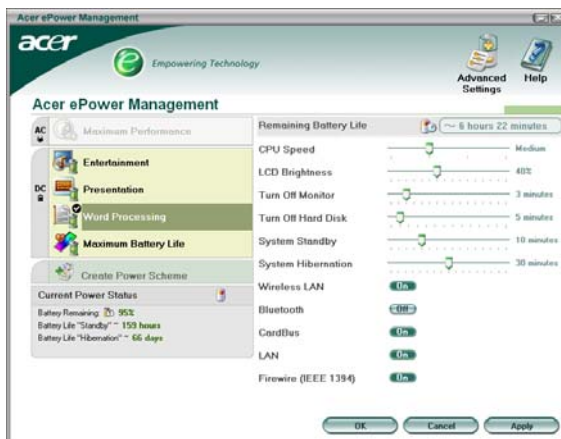 Acer ePower Management
acer
e Empowering Technology
Advanced Settings
Help
Acer ePower Management
AC
Maximum Performance
DC
Entertainment
Presentation
Word Processing
Maximum Battery Life
Create Power Scheme
Current Power Status
Battery Remaining: 95%
Battery Life "Standby" ~ 159 hours
Battery Life "Hibernation" ~ 66 days
Remaining Battery Life ~ 6 hours 22 minutes
CPU Speed Medium
LCD Brightness 40%
Turn Off Monitor 3 minutes
Turn Off Hard Disk 5 minutes
System Standby 10 minutes
System Hibernation 30 minutes
Wireless LAN On
Bluetooth Off
CardBus On
LAN On
Firewire (IEEE 1394) On
OK Cancel Apply